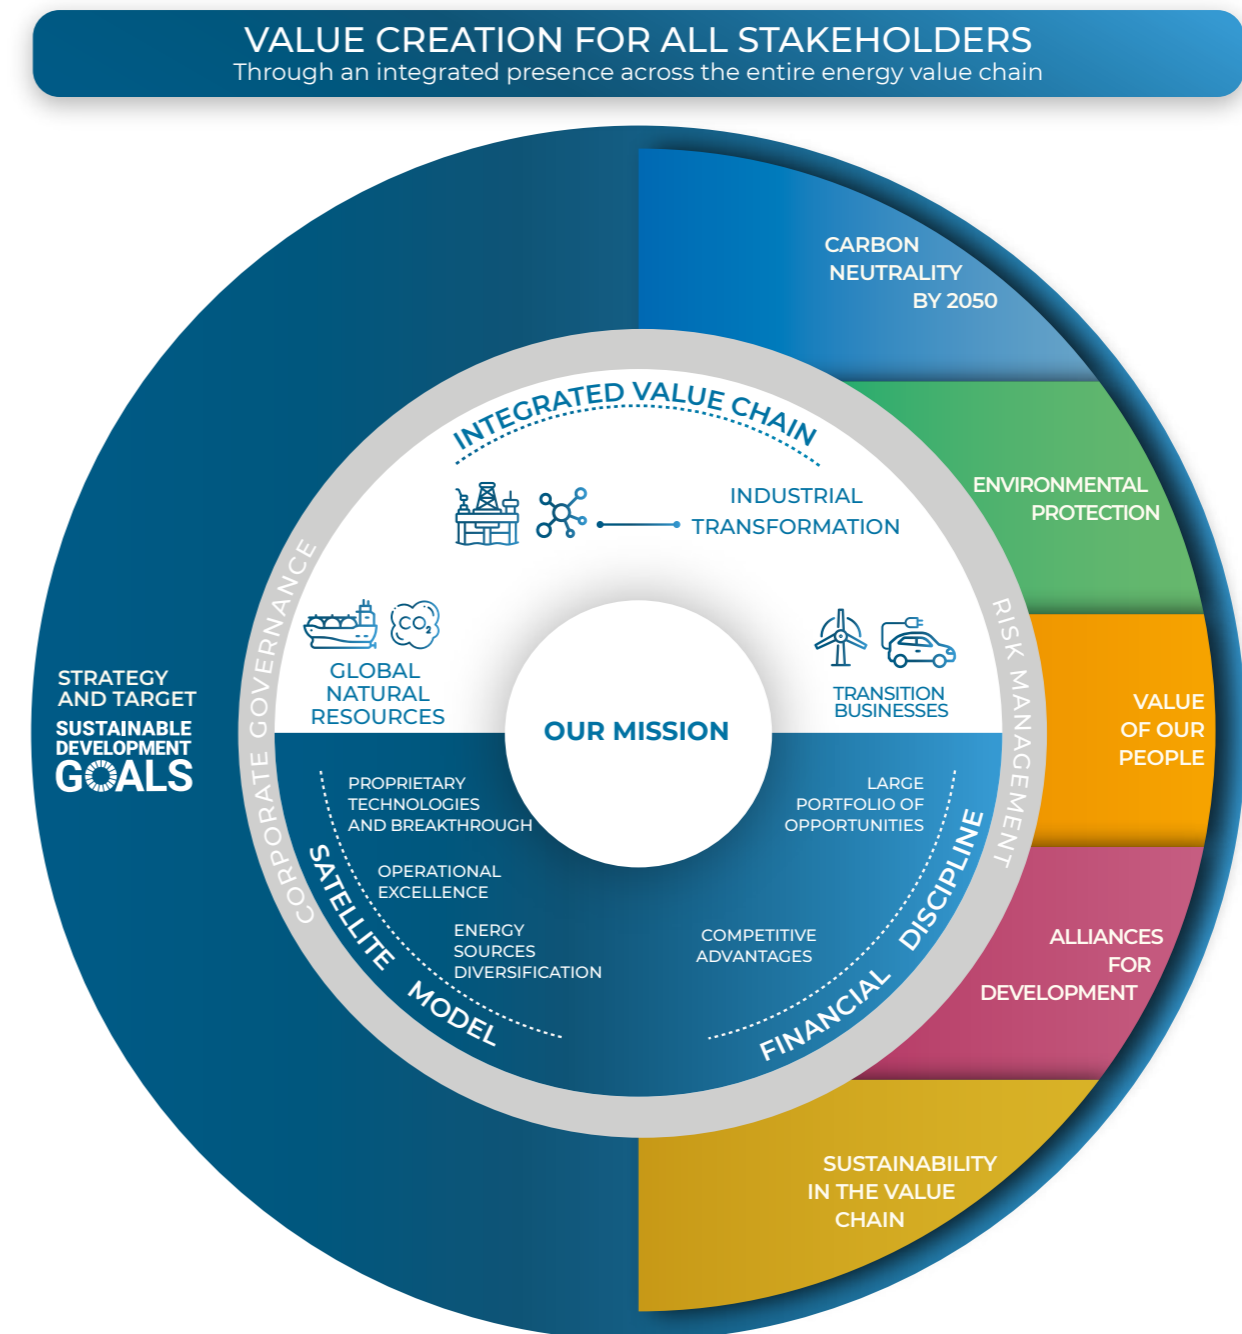 VALUE CREATION FOR ALL STAKEHOLDERS
Through an integrated presence across the entire energy value chain
CARBON
NEUTRALITY
BY 2050
ENVIRONMENTAL
PROTECTION
VALUE
OF OUR
PEOPLE
ALLIANCES
FOR
DEVELOPMENT
SUSTAINABILITY
IN THE VALUE
CHAIN
STRATEGY
AND TARGET
SUSTAINABLE
DEVELOPMENT
GOALS
CORPORATE GOVERNANCE
RISK MANAGEMENT
INTEGRATED VALUE CHAIN
INDUSTRIAL
TRANSFORMATION
CO2
GLOBAL
NATURAL
RESOURCES
TRANSITION
BUSINESSES
OUR MISSION
PROPRIETARY
TECHNOLOGIES
AND BREAKTHROUGH
OPERATIONAL
EXCELLENCE
ENERGY
SOURCES
DIVERSIFICATION
SATELLITE MODEL
LARGE
PORTFOLIO OF
OPPORTUNITIES
COMPETITIVE
ADVANTAGES
FINANCIAL DISCIPLINE